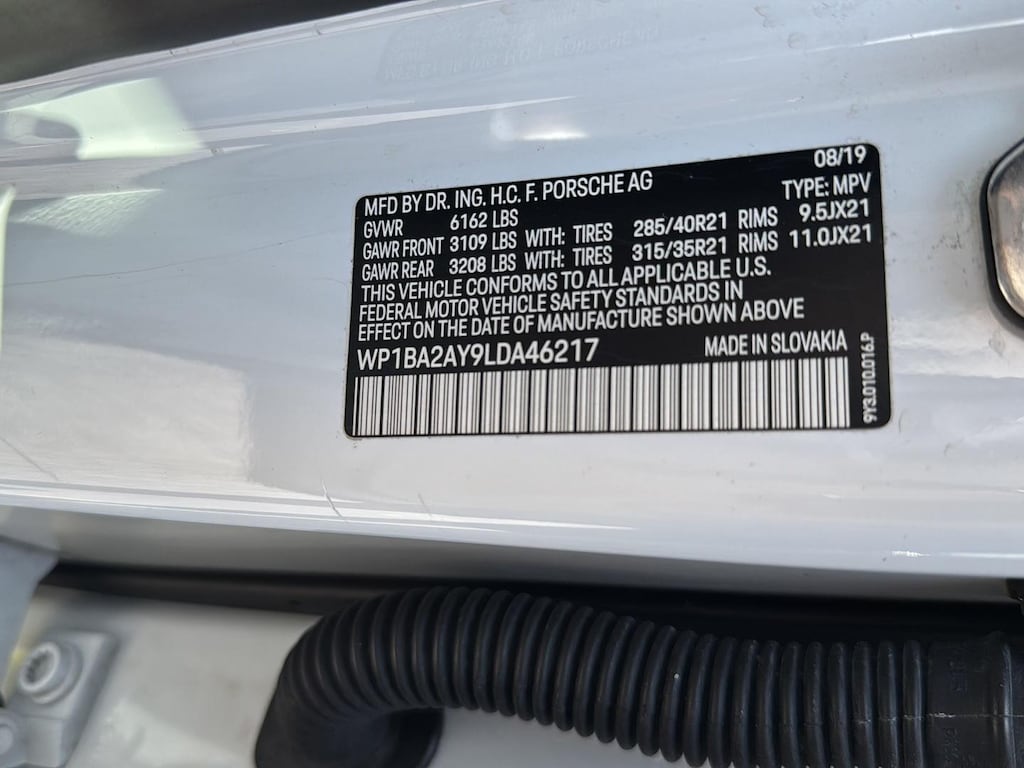 08/19
MFD BY DR. ING. H.C. F. PORSCHE AG TYPE: MPV
GVWR 6162 LBS
GAWR FRONT 3109 LBS WITH: TIRES 285/40R21 RIMS 9.5JX21
GAWR REAR 3208 LBS WITH: TIRES 315/35R21 RIMS 11.0JX21
THIS VEHICLE CONFORMS TO ALL APPLICABLE U.S.
FEDERAL MOTOR VEHICLE SAFETY STANDARDS IN
EFFECT ON THE DATE OF MANUFACTURE SHOWN ABOVE
WP1BA2AY9LDA46217 MADE IN SLOVAKIA
9Y3.010.016.P